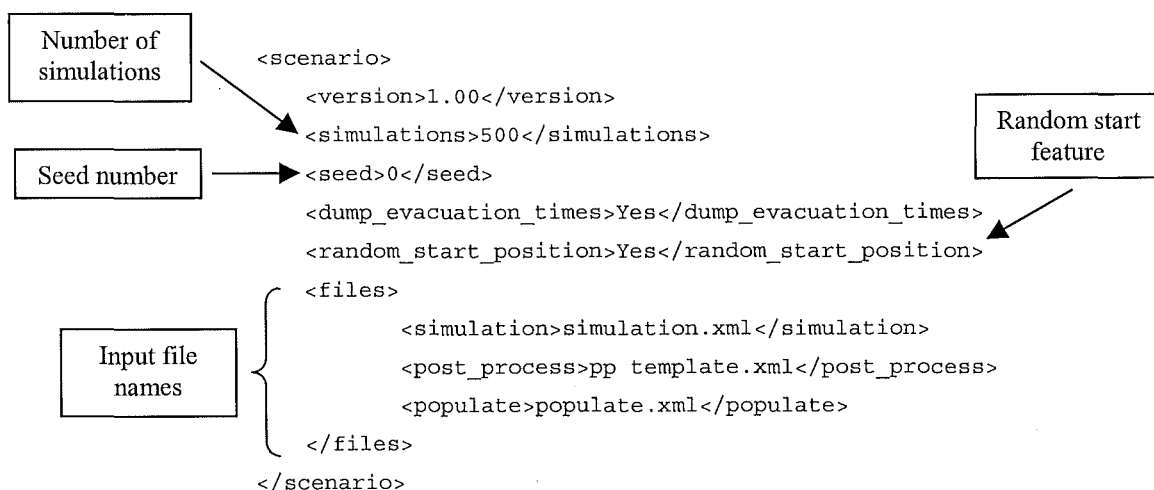 Number of
simulations
Seed number
Input file
names
<scenario>
<version>1.00</version>
<simulations>500</simulations>
<seed>0</seed>
<dump_evacuation_times>Yes</dump_evacuation_times>
<random_start_position>Yes</random_start_position>
<files>
<simulation>simulation.xml</simulation>
<post_process>pp template.xml</post_process>
<populate>populate.xml</populate>
</files>
</scenario>
Random start
feature